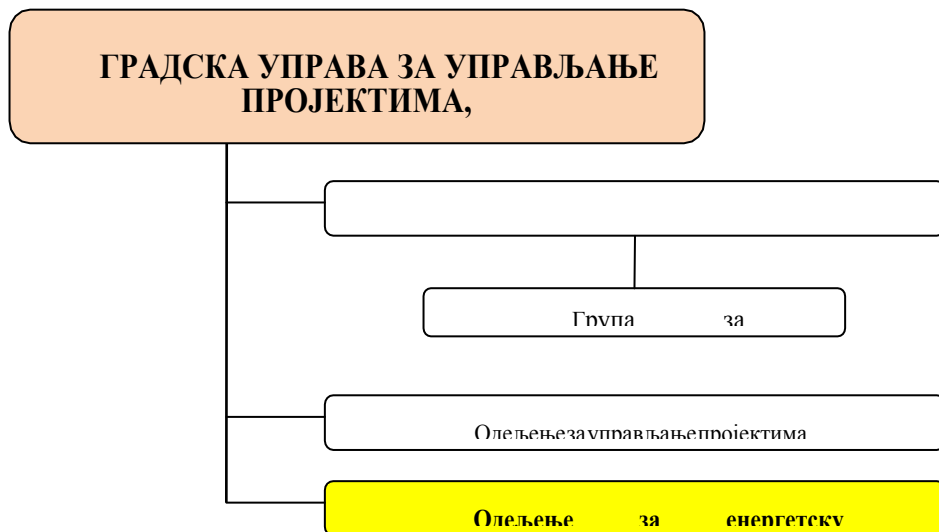 ГРАДСКА УПРАВА ЗА УПРАВЉАЊЕ
ПРОЈЕКТИМА,
Група за
Одељењезауправљањепројектима
Одељење за енергетску